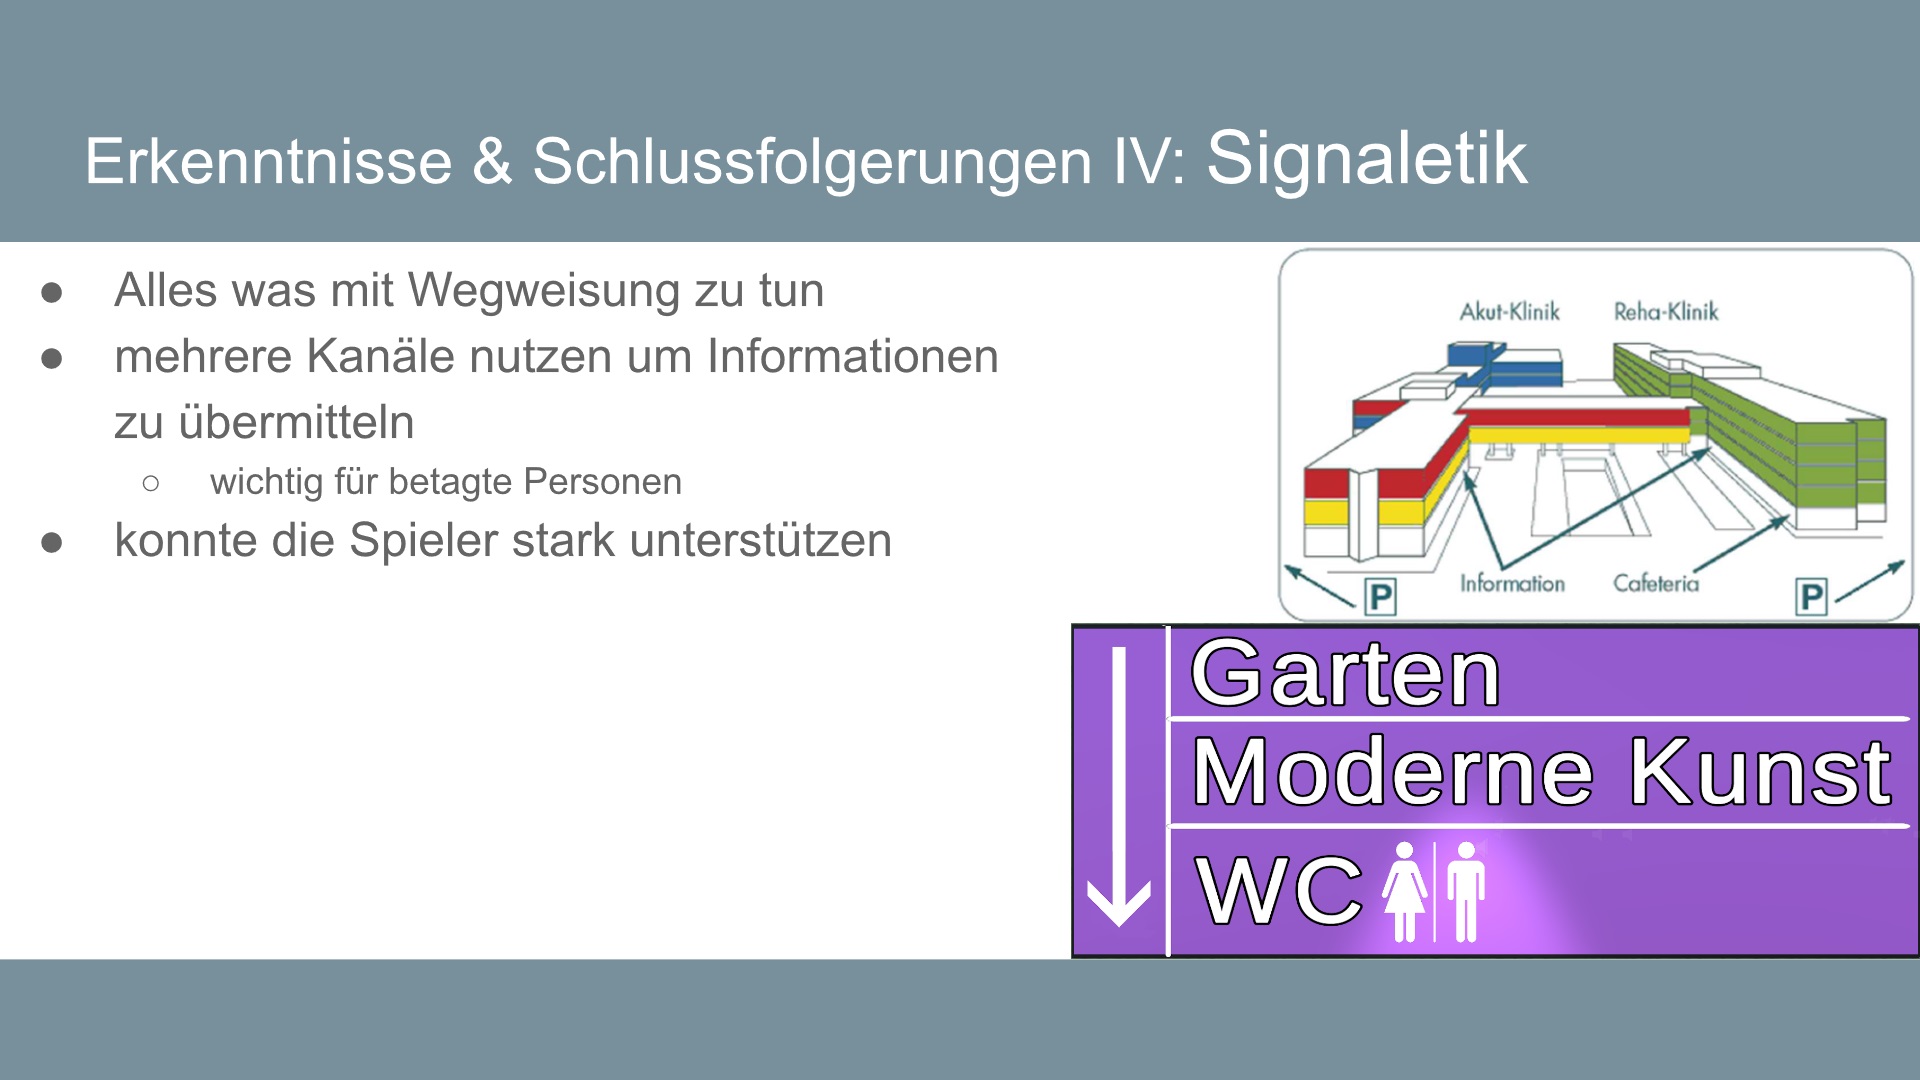 Erkenntnisse & Schlussfolgerungen IV: Signaletik
● Alles was mit Wegweisung zu tun
● mehrere Kanäle nutzen um Informationen
zu übermitteln
○ wichtig für betagte Personen
● konnte die Spieler stark unterstützen
Akut-Klinik Reha-Klinik
Information Cafeteria
P P
Garten
Moderne Kunst
WC